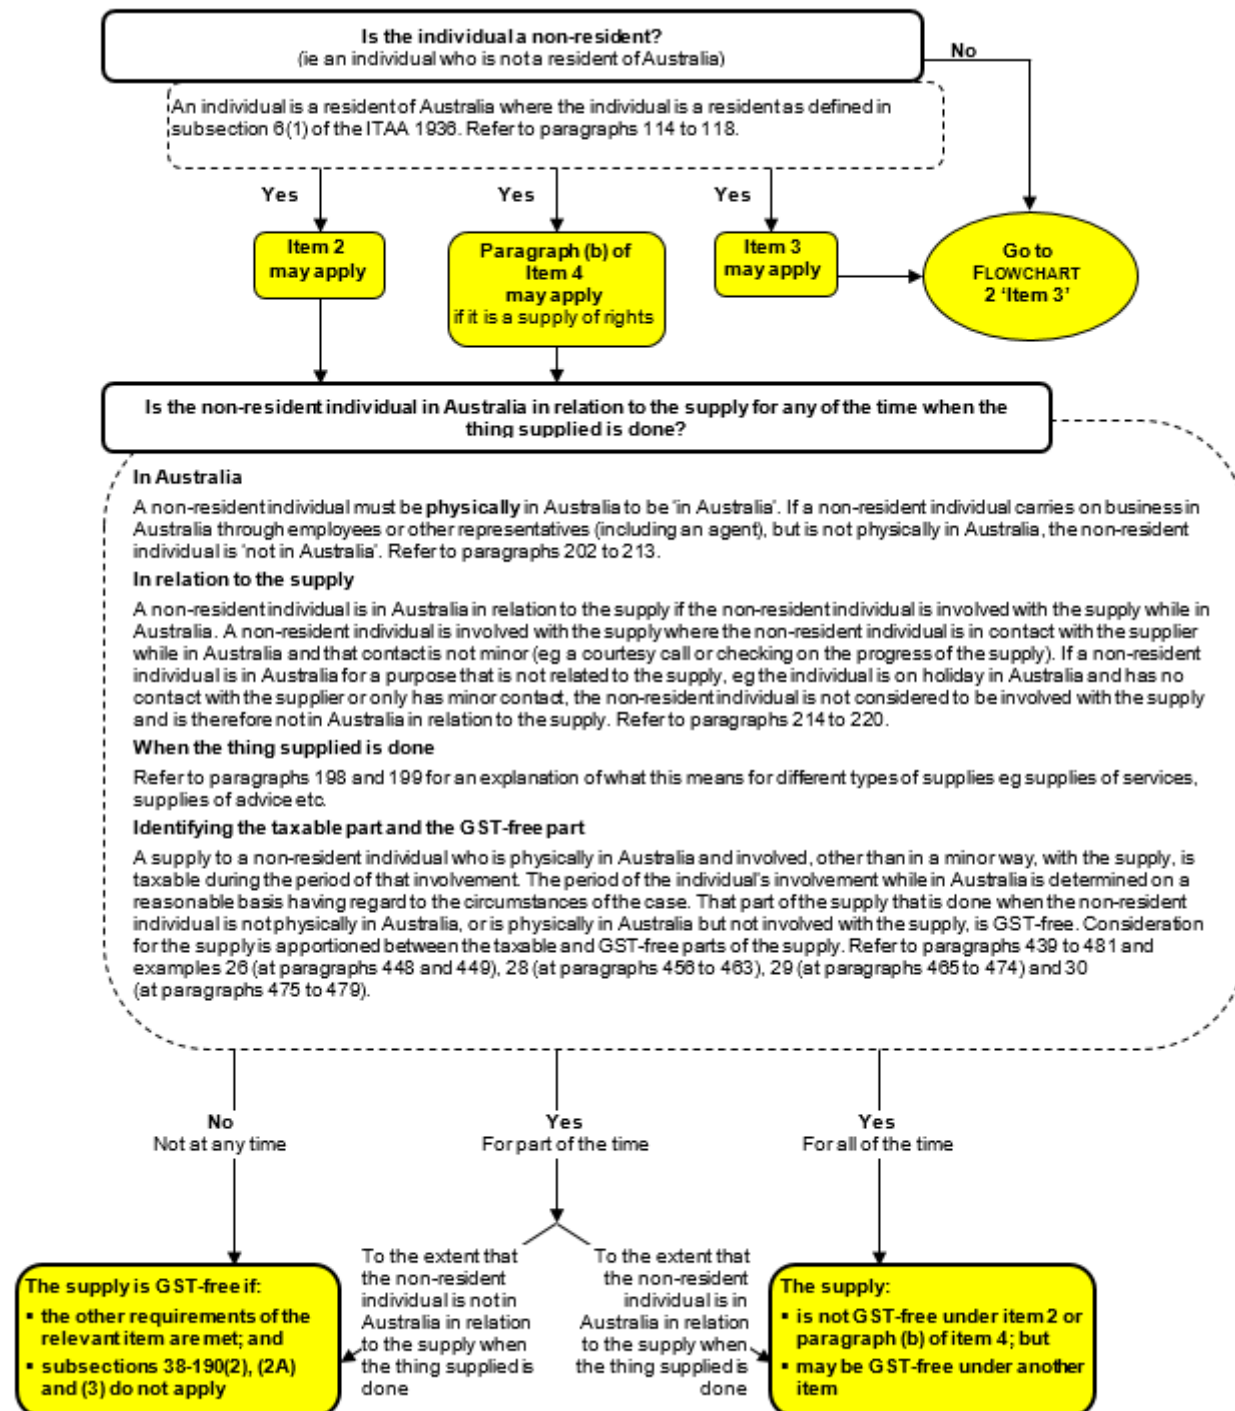 Is the individual a non-resident?
(ie an individual who is not a resident of Australia)
No
An individual is a resident of Australia where the individual is a resident as defined in
subsection 6(1) of the ITAA 1936. Refer to paragraphs 114 to 118.
Yes
Yes
Yes
Item 2
may apply
Paragraph (b) of
Item 4
may apply
if it is a supply of rights
Item 3
may apply
Go to
FLOWCHART
2 ‘Item 3’
Is the non-resident individual in Australia in relation to the supply for any of the time when the
thing supplied is done?
In Australia
A non-resident individual must be physically in Australia to be ‘in Australia’. If a non-resident individual carries on business in
Australia through employees or other representatives (including an agent), but is not physically in Australia, the non-resident
individual is ‘not in Australia’. Refer to paragraphs 202 to 213.
In relation to the supply
A non-resident individual is in Australia in relation to the supply if the non-resident individual is involved with the supply while in
Australia. A non-resident individual is involved with the supply where the non-resident individual is in contact with the supplier
while in Australia and that contact is not minor (eg a courtesy call or checking on the progress of the supply). If a non-resident
individual is in Australia for a purpose that is not related to the supply, eg the individual is on holiday in Australia and has no
contact with the supplier or only has minor contact, the non-resident individual is not considered to be involved with the supply
and is therefore not in Australia in relation to the supply. Refer to paragraphs 214 to 220.
When the thing supplied is done
Refer to paragraphs 198 and 199 for an explanation of what this means for different types of supplies eg supplies of services,
supplies of advice etc.
Identifying the taxable part and the GST-free part
A supply to a non-resident individual who is physically in Australia and involved, other than in a minor way, with the supply, is
taxable during the period of that involvement. The period of the individual's involvement while in Australia is determined on a
reasonable basis having regard to the circumstances of the case. That part of the supply that is done when the non-resident
individual is not physically in Australia, or is physically in Australia but not involved with the supply, is GST-free. Consideration
for the supply is apportioned between the taxable and GST-free parts of the supply. Refer to paragraphs 439 to 481 and
examples 26 (at paragraphs 448 and 449), 28 (at paragraphs 456 to 463), 29 (at paragraphs 465 to 474) and 30
(at paragraphs 475 to 479).
No
Not at any time
Yes
For part of the time
Yes
For all of the time
The supply is GST-free if:
▪ the other requirements of the
relevant item are met; and
▪ subsections 38-190(2), (2A)
and (3) do not apply
To the extent that
the non-resident
individual is not in
Australia in relation
to the supply when
the thing supplied is
done
To the extent that
the non-resident
individual is in
Australia in relation
to the supply when
the thing supplied is
done
The supply:
▪ is not GST-free under item 2 or
paragraph (b) of item 4; but
▪ may be GST-free under another
item